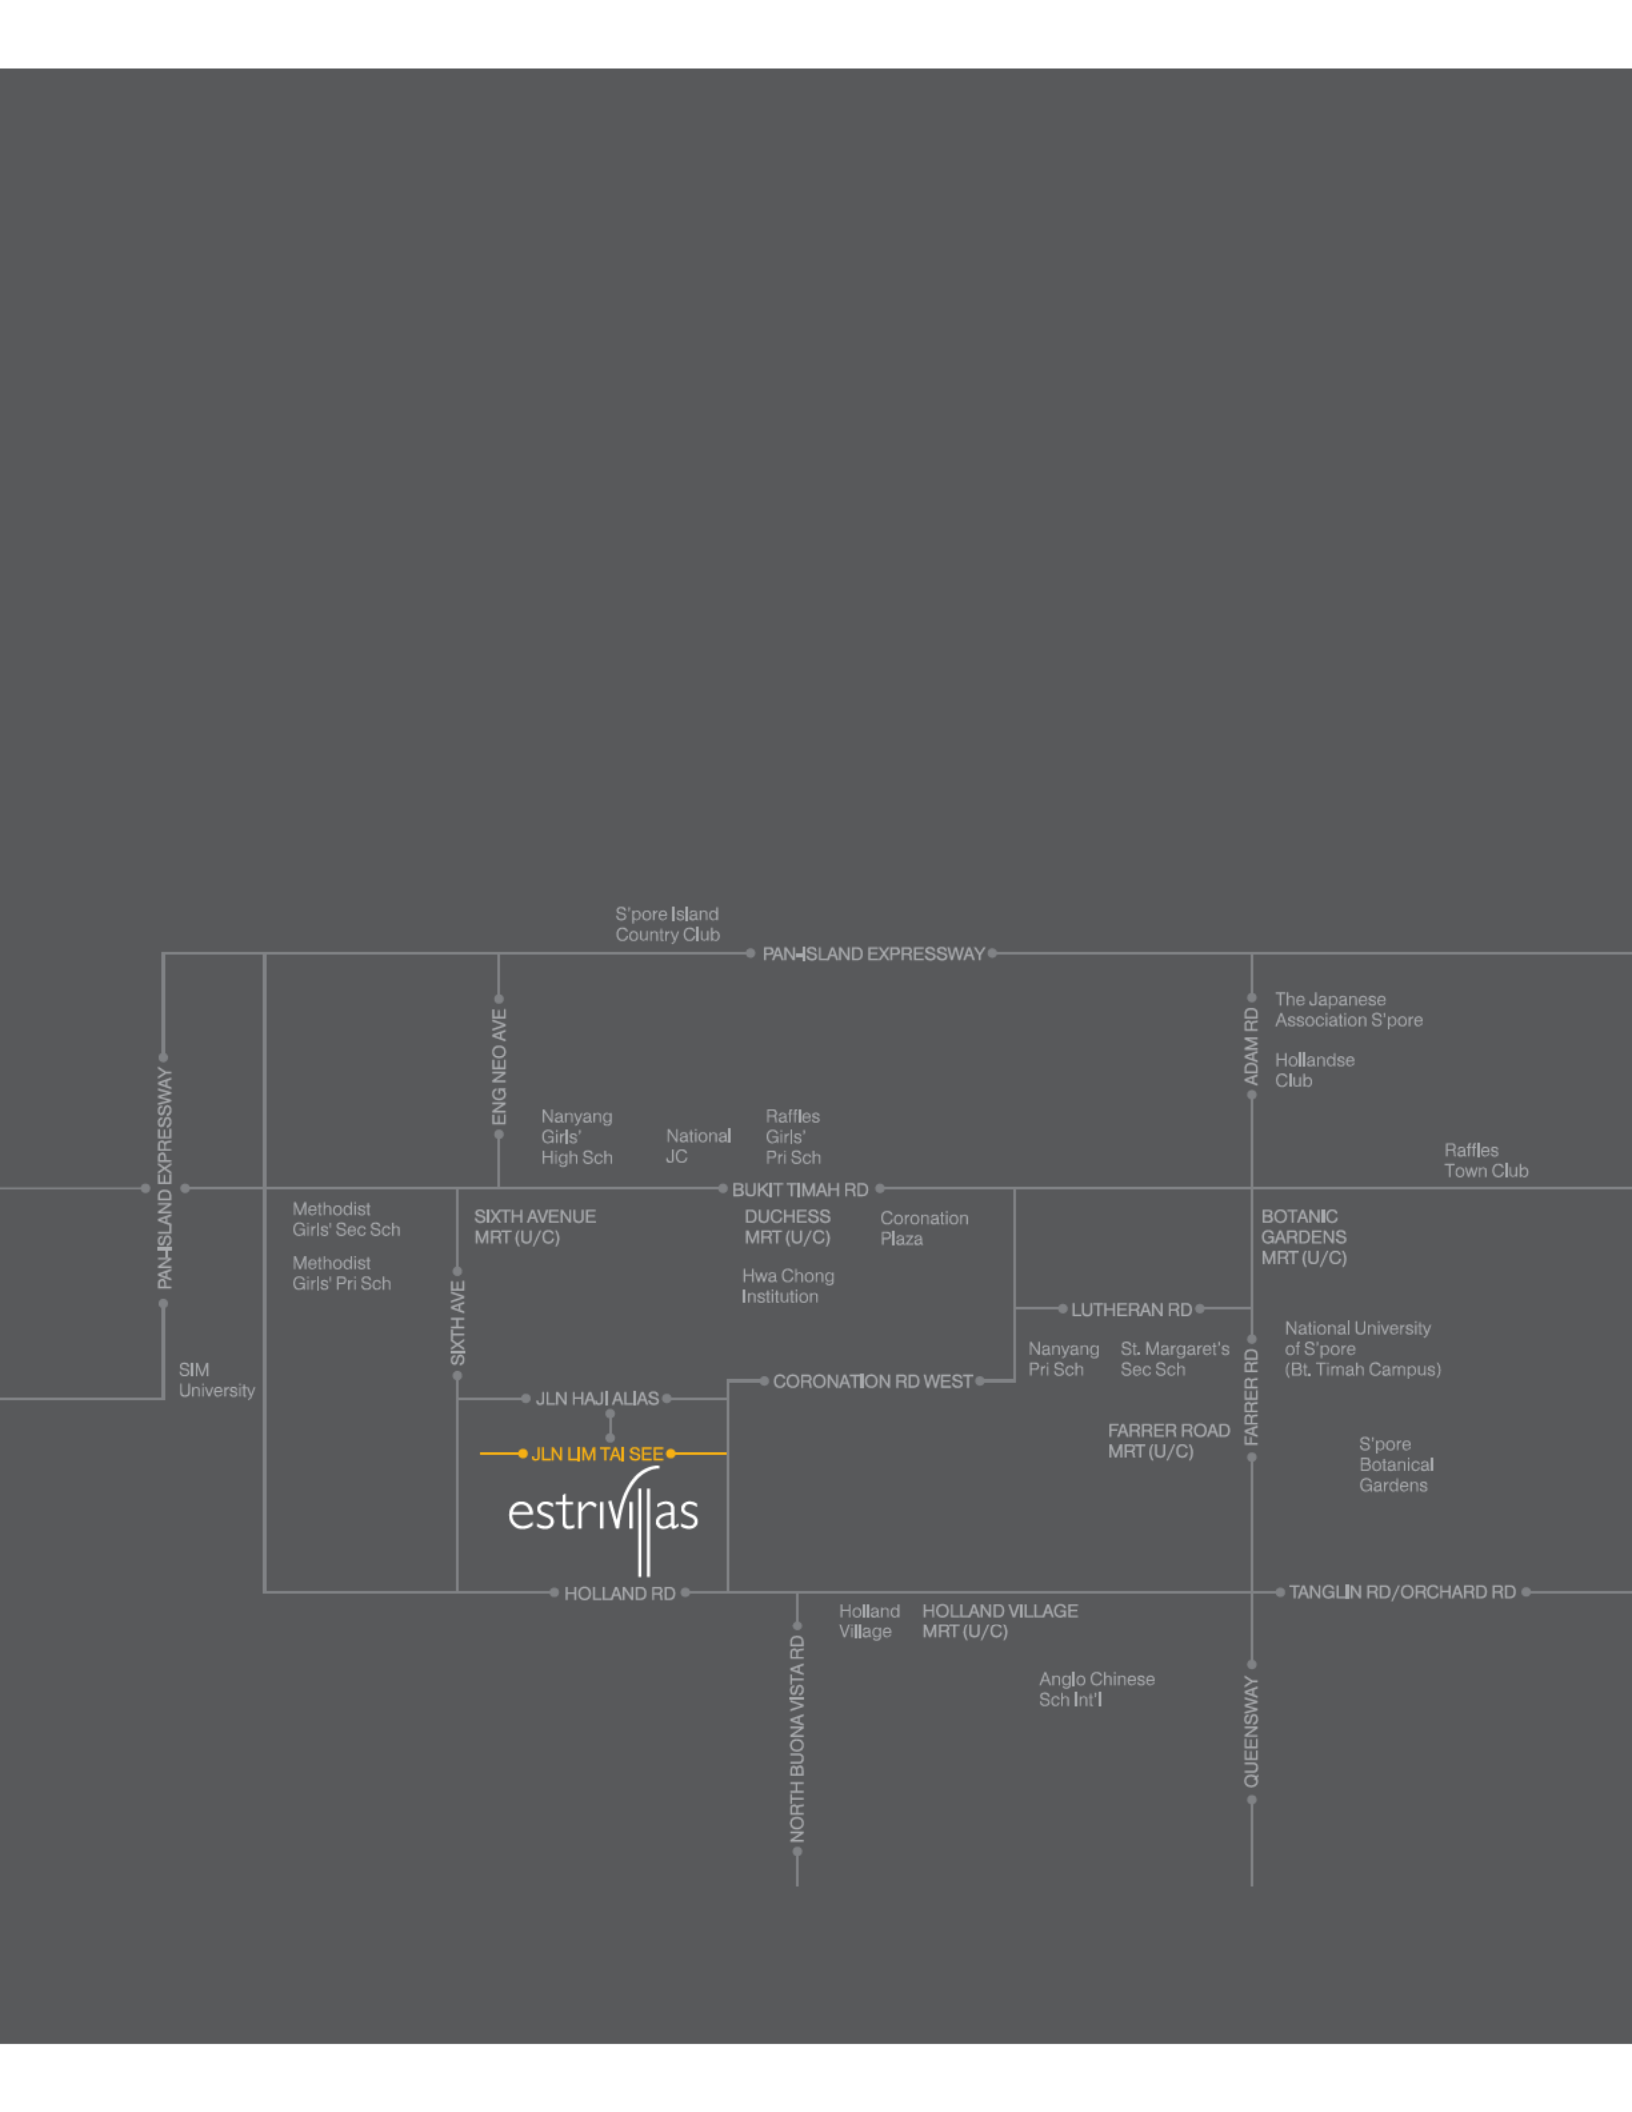 S'pore Island
Country Club
PAN-ISLAND EXPRESSWAY
The Japanese
Association S'pore
ADAM RD
Hollandse
Club
ENG NEO AVE
PAN-ISLAND EXPRESSWAY
Nanyang
Girls'
High Sch
National
JC
Raffles
Girls'
Pri Sch
Raffles
Town Club
BUKIT TIMAH RD
Methodist
Girls' Sec Sch
Methodist
Girls' Pri Sch
SIXTH AVENUE
MRT (U/C)
DUCHESS
MRT (U/C)
Coronation
Plaza
BOTANIC
GARDENS
MRT (U/C)
Hwa Chong
Institution
SIXTH AVE
LUTHERAN RD
Nanyang
Pri Sch
St. Margaret's
Sec Sch
FARRER RD
National University
of S'pore
(Bt. Timah Campus)
SIM
University
CORONATION RD WEST
JLN HAJI ALIAS
FARRER ROAD
MRT (U/C)
S'pore
Botanical
Gardens
JLN LIM TAI SEE
estrivillas
HOLLAND RD
TANGLIN RD/ORCHARD RD
Holland
Village
HOLLAND VILLAGE
MRT (U/C)
NORTH BUONA VISTA RD
Anglo Chinese
Sch Int'l
QUEENSWAY